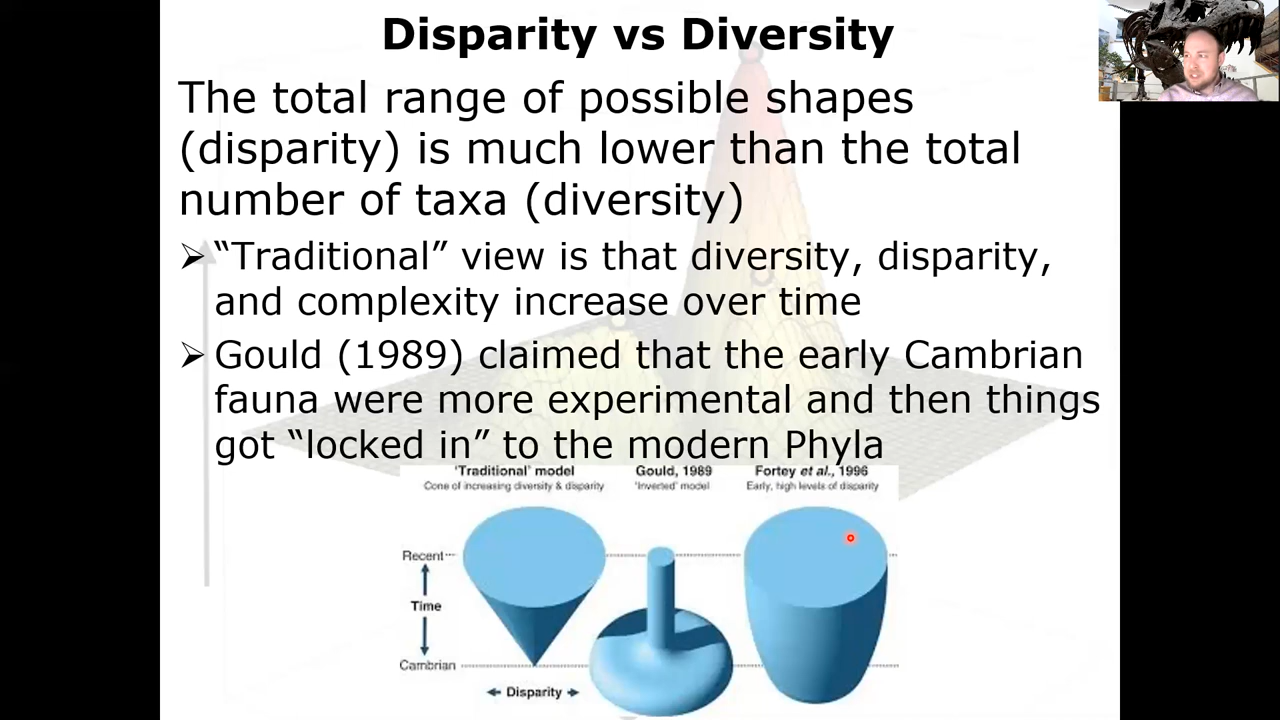 Disparity vs Diversity
The total range of possible shapes
(disparity) is much lower than the total
number of taxa (diversity)
➢ “Traditional” view is that diversity, disparity,
and complexity increase over time
➢ Gould (1989) claimed that the early Cambrian
fauna were more experimental and then things
got “locked in” to the modern Phyla
'Traditional' model
Cone of increasing diversity & disparity
Gould, 1989
'Inverted' model
Fortey et al., 1996
Early, high levels of disparity
Recent
Time
Cambrian
Disparity